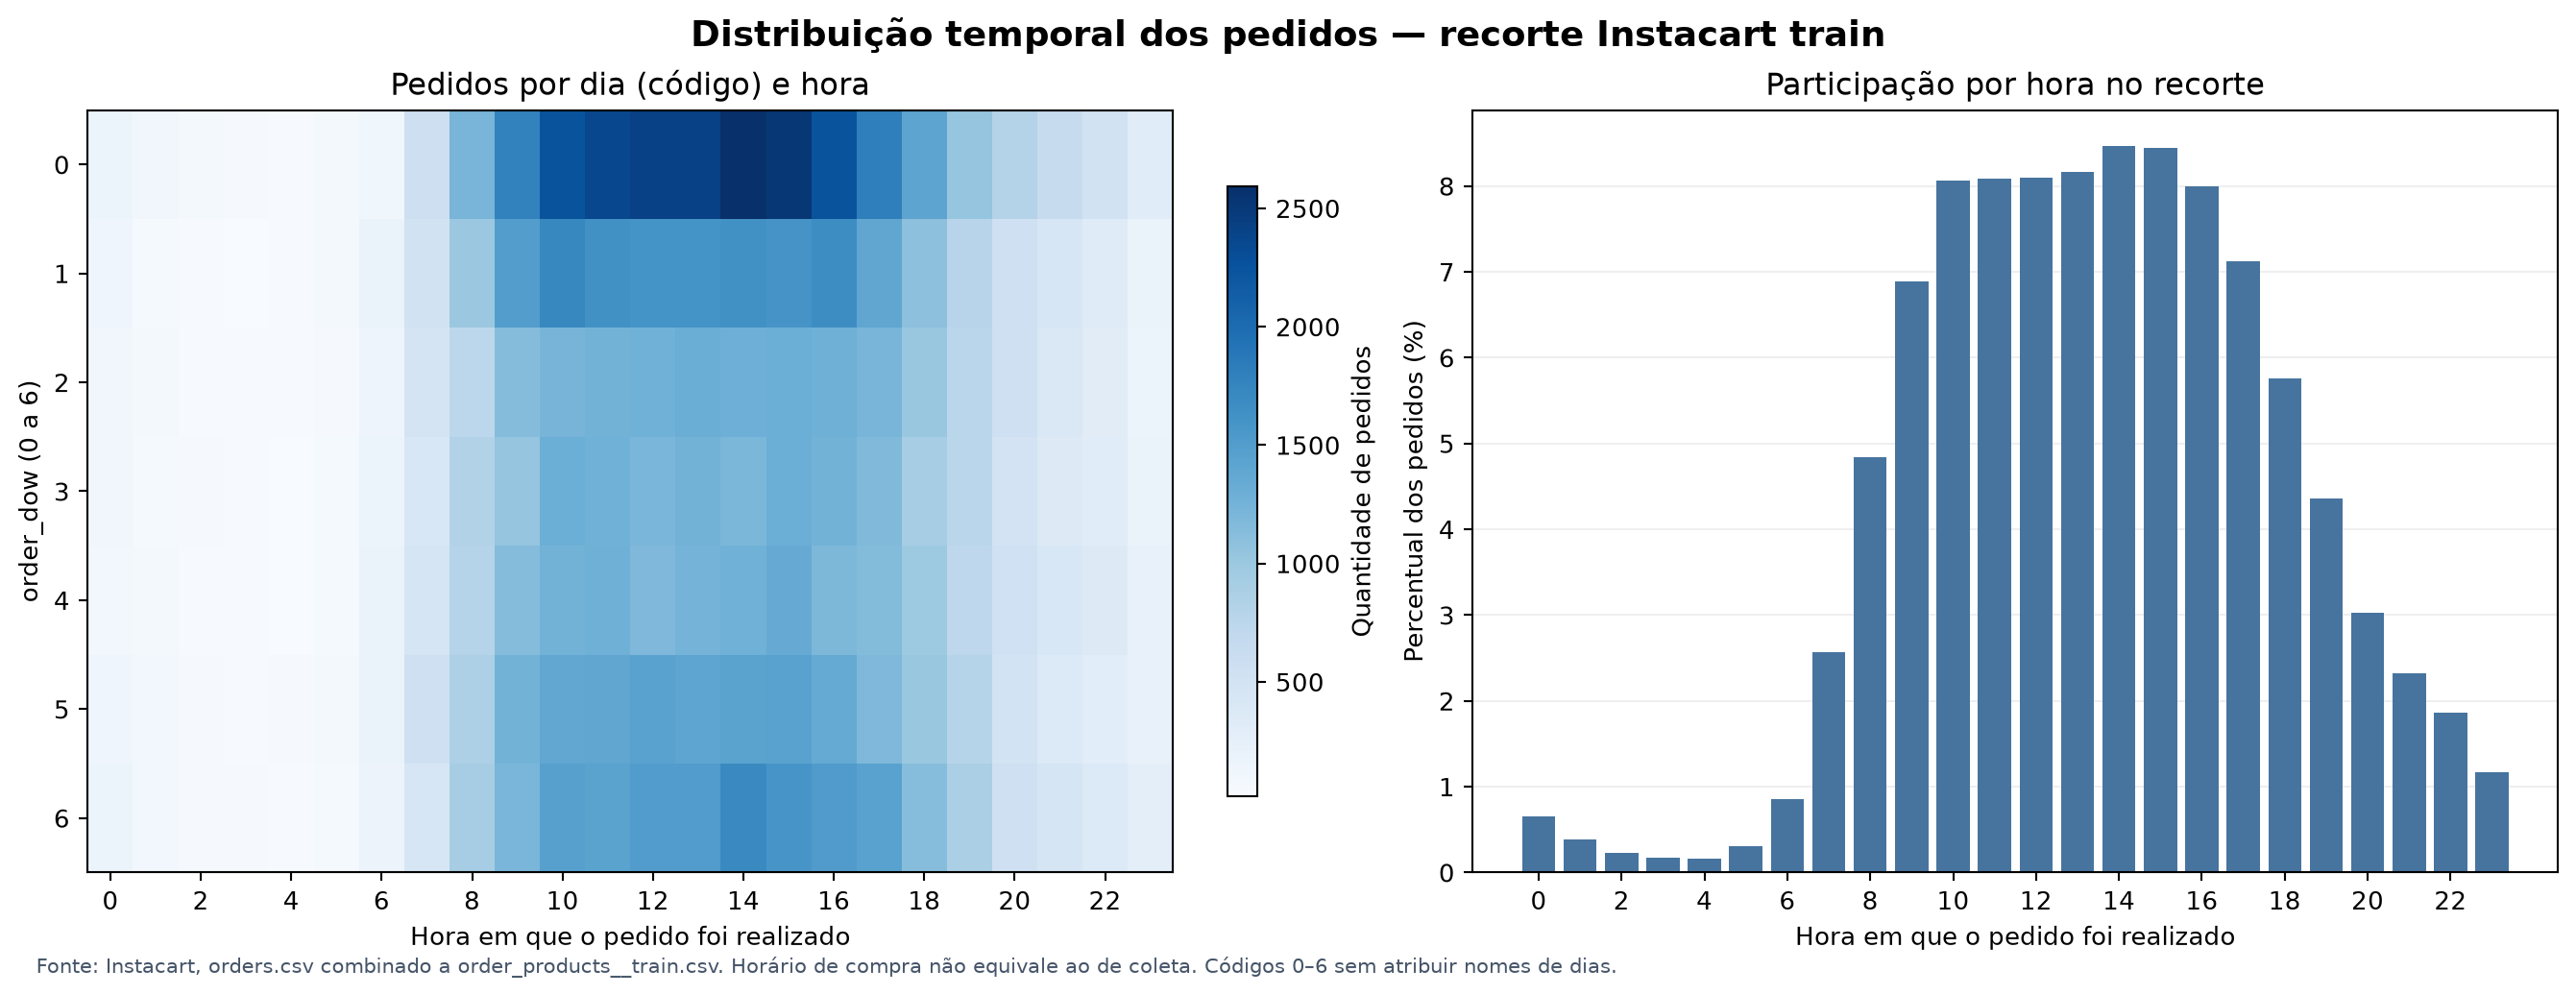 Distribuição temporal dos pedidos — recorte Instacart train
Pedidos por dia (código) e hora
order_dow (0 a 6)
0
1
2
3
4
5
6
0 2 4 6 8 10 12 14 16 18 20 22
Hora em que o pedido foi realizado
2500
2000
1500
1000
500
Quantidade de pedidos
Participação por hora no recorte
Percentual dos pedidos (%)
8
7
6
5
4
3
2
1
0
0 2 4 6 8 10 12 14 16 18 20 22
Hora em que o pedido foi realizado
Fonte: Instacart, orders.csv combinado a order_products__train.csv. Horário de compra não equivale ao de coleta. Códigos 0–6 sem atribuir nomes de dias.